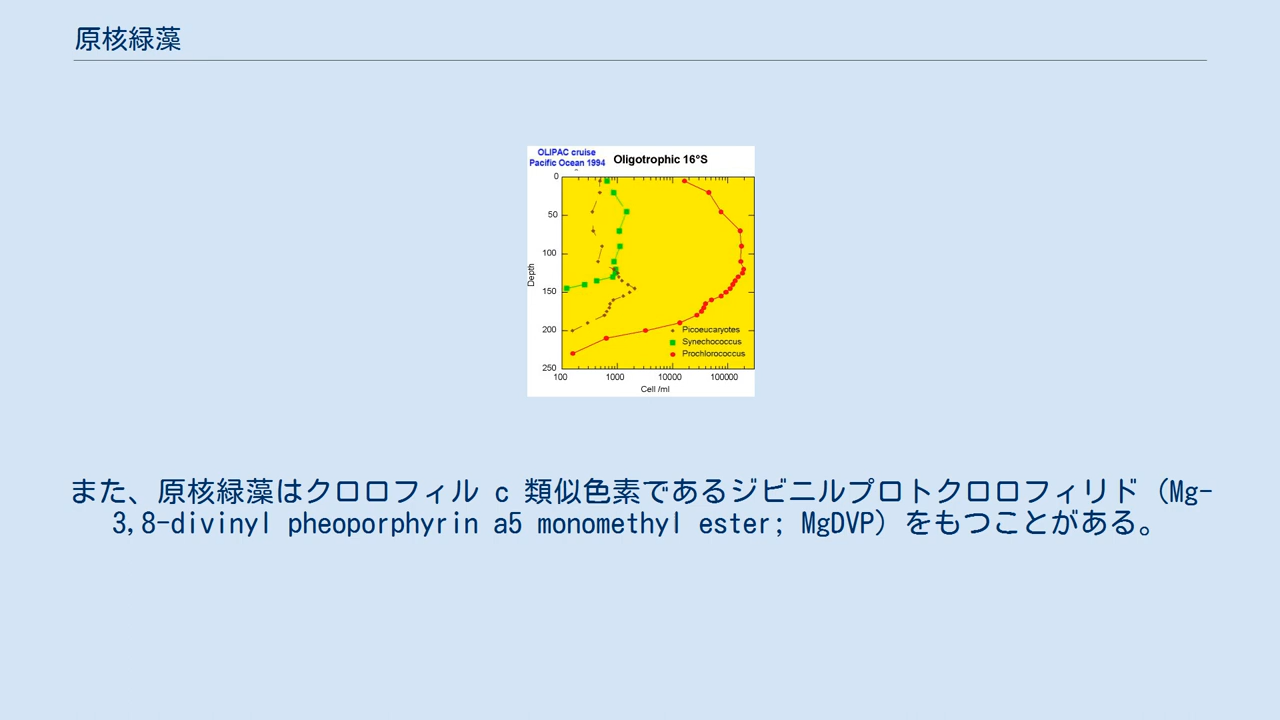 原核緑藻
OLIPAC cruise
Pacific Ocean 1994
Oligotrophic 16°S
0
50
100
150
200
250
Depth
Picoeucaryotes
Synechococcus
Prochlorococcus
100 1000 10000 100000
Cell /ml
また、原核緑藻はクロロフィル c 類似色素であるジビニルプロトクロロフィリド (Mg-
3,8-divinyl pheoporphyrin a5 monomethyl ester; MgDVP) をもつことがある。